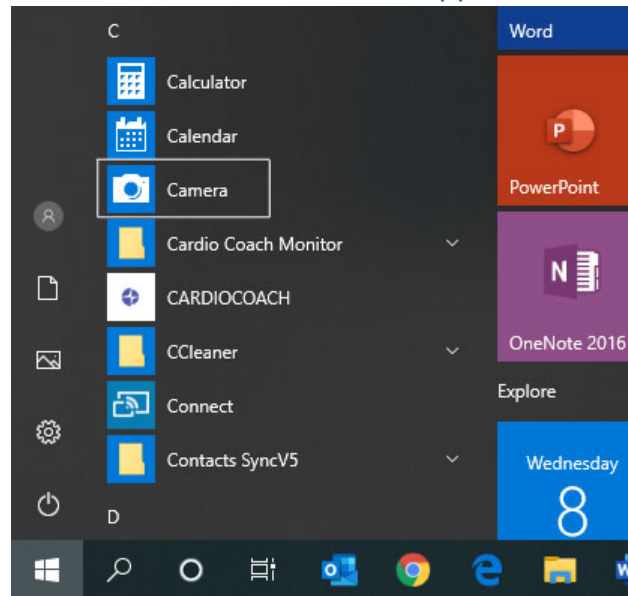 C
Calculator
Calendar
Camera
Cardio Coach Monitor
CARDIOCOACH
CCleaner
Connect
Contacts SyncV5
D
Word
P
PowerPoint
N
OneNote 2016
Explore
Wednesday
8